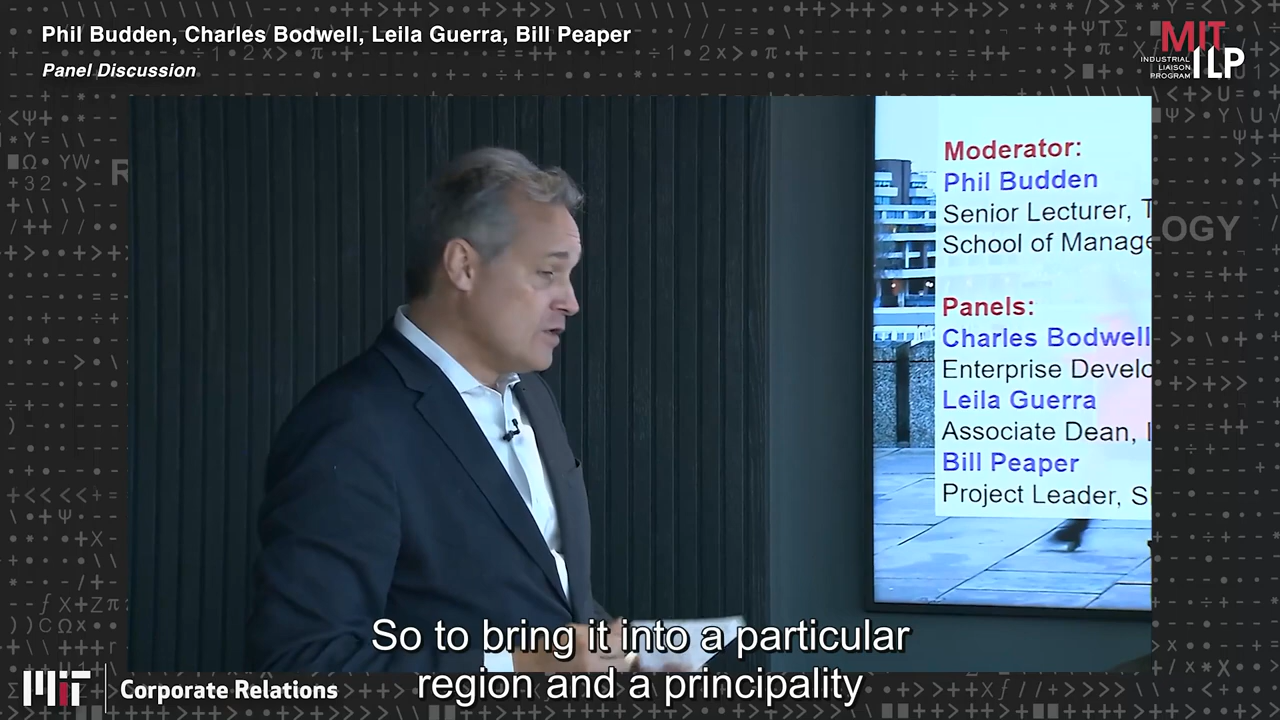 Phil Budden, Charles Bodwell, Leila Guerra, Bill Peaper
Panel Discussion
MIT
INDUSTRIAL
LIAISON
PROGRAM
ILP
Moderator:
Phil Budden
Senior Lecturer, T
School of Manage
OGY
Panels:
Charles Bodwell
Enterprise Develo
Leila Guerra
Associate Dean, I
Bill Peaper
Project Leader, S
So to bring it into a particular
region and a principality
MIT
Corporate Relations